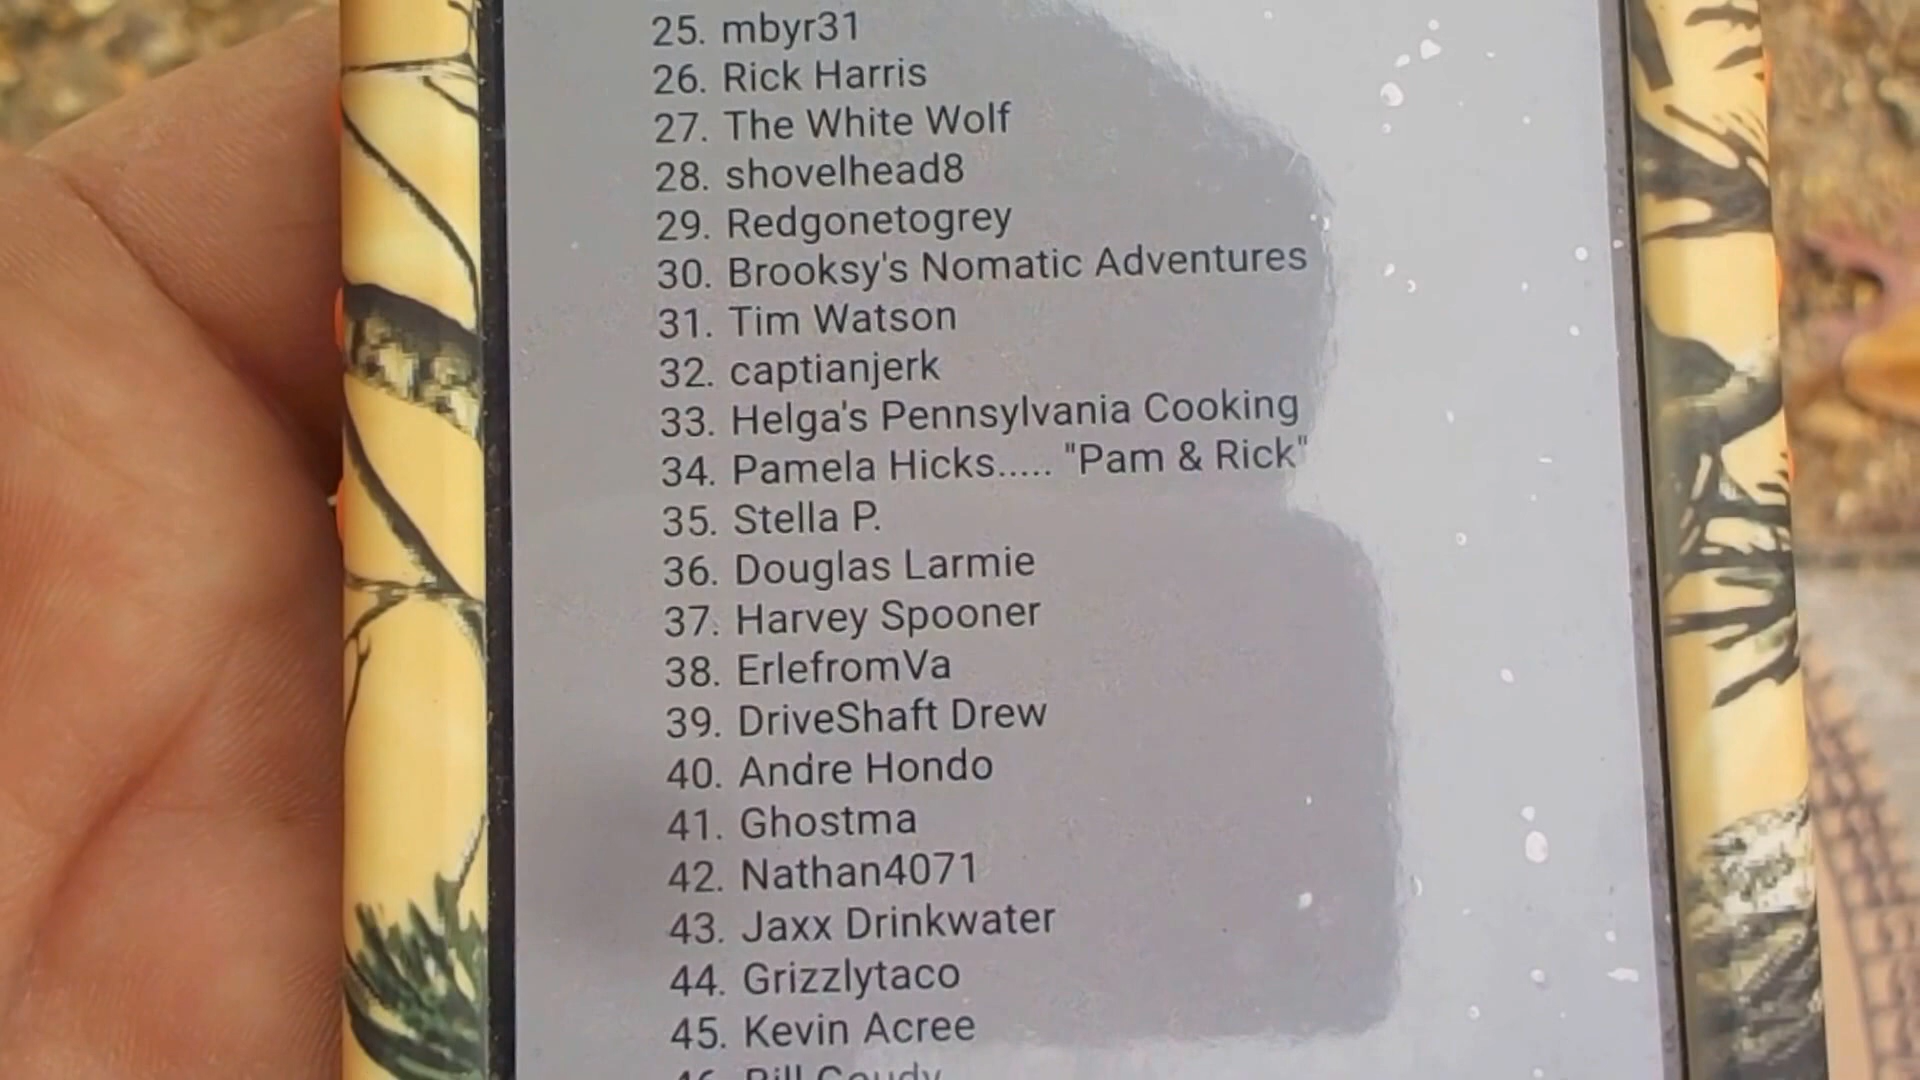 25. mbyr31
26. Rick Harris
27. The White Wolf
28. shovelhead8
29. Redgonetogrey
30. Brooksy's Nomatic Adventures
31. Tim Watson
32. captianjerk
33. Helga's Pennsylvania Cooking
34. Pamela Hicks..... "Pam & Rick"
35. Stella P.
36. Douglas Larmie
37. Harvey Spooner
38. ErlefromVa
39. DriveShaft Drew
40. Andre Hondo
41. Ghostma
42. Nathan4071
43. Jaxx Drinkwater
44. Grizzlytaco
45. Kevin Acree
46. Bill